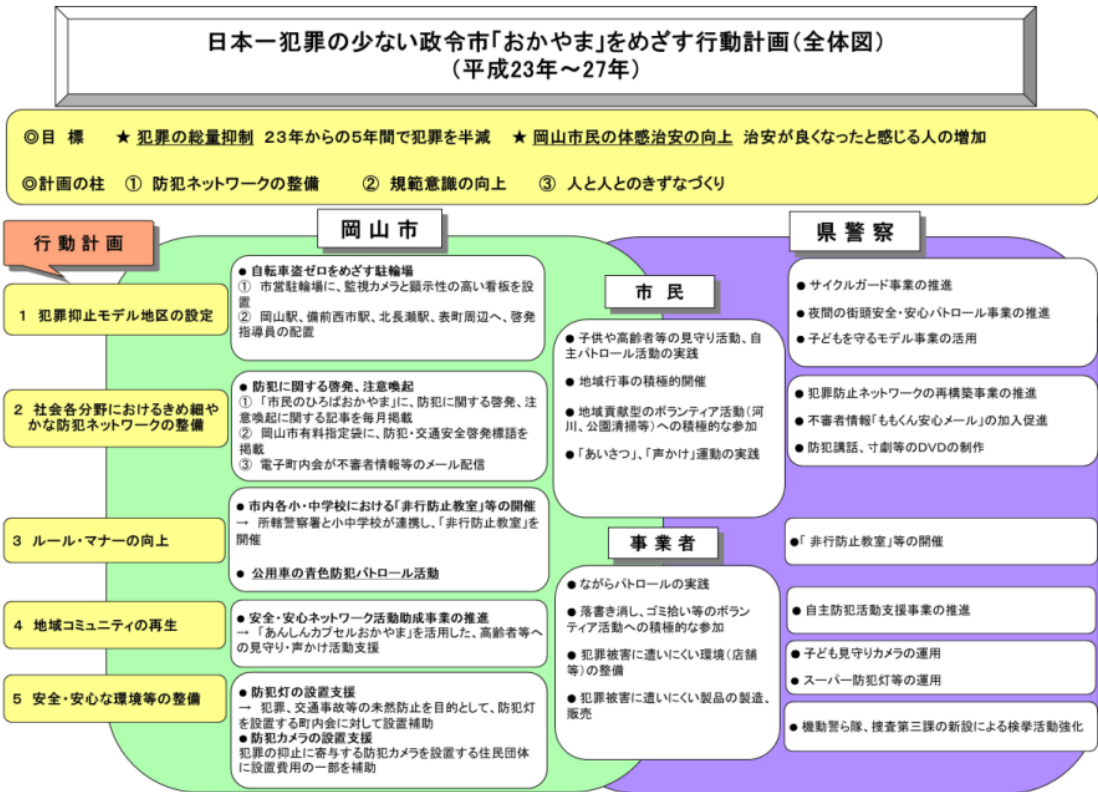 日本一犯罪の少ない政令市「おかやま」をめざす行動計画(全体図)
(平成23年～27年)
◎目 標 ★ 犯罪の総量抑制 23年からの5年間で犯罪を半減 ★ 岡山市民の体感治安の向上 治安が良くなったと感じる人の増加
◎計画の柱 ① 防犯ネットワークの整備 ② 規範意識の向上 ③ 人と人とのきずなづくり
行動計画
1 犯罪抑止モデル地区の設定
2 社会各分野におけるきめ細や
かな防犯ネットワークの整備
3 ルール・マナーの向上
4 地域コミュニティの再生
5 安全・安心な環境等の整備
岡山市
● 自転車盗ゼロをめざす駐輪場
① 市営駐輪場に、監視カメラと顕示性の高い看板を設
置
② 岡山駅、備前西市駅、北長瀬駅、表町周辺へ、啓発
指導員の配置
● 防犯に関する啓発、注意喚起
① 「市民のひろばおかやま」に、防犯に関する啓発、注
意喚起に関する記事を毎月掲載
② 岡山市有料指定袋に、防犯・交通安全啓発標語を
掲載
③ 電子町内会が不審者情報等のメール配信
● 市内各小・中学校における「非行防止教室」等の開催
→ 所轄警察署と小中学校が連携し、「非行防止教室」を
開催
● 公用車の青色防犯パトロール活動
● 安全・安心ネットワーク活動助成事業の推進
→ 「あんしんカプセルおかやま」を活用した、高齢者等へ
の見守り・声かけ活動支援
● 防犯灯の設置支援
→ 犯罪、交通事故等の未然防止を目的として、防犯灯
を設置する町内会に対して設置補助
● 防犯カメラの設置支援
犯罪の抑止に寄与する防犯カメラを設置する住民団体
に設置費用の一部を補助
市民
● 子供や高齢者等の見守り活動、自
主パトロール活動の実践
● 地域行事の積極的開催
● 地域貢献型のボランティア活動(河
川、公園清掃等)への積極的な参加
● 「あいさつ」、「声かけ」運動の実践
事業者
● ながらパトロールの実践
● 落書き消し、ゴミ拾い等のボラン
ティア活動への積極的な参加
● 犯罪被害に遭いにくい環境(店舗
等)の整備
● 犯罪被害に遭いにくい製品の製造、
販売
県警察
● サイクルガード事業の推進
● 夜間の街頭安全・安心パトロール事業の推進
● 子どもを守るモデル事業の活用
● 犯罪防止ネットワークの再構築事業の推進
● 不審者情報「ももくん安心メール」の加入促進
● 防犯講話、寸劇等のDVDの制作
●「 非行防止教室」等の開催
● 自主防犯活動支援事業の推進
● 子ども見守りカメラの運用
● スーパー防犯灯等の運用
● 機動警ら隊、捜査第三課の新設による検挙活動強化